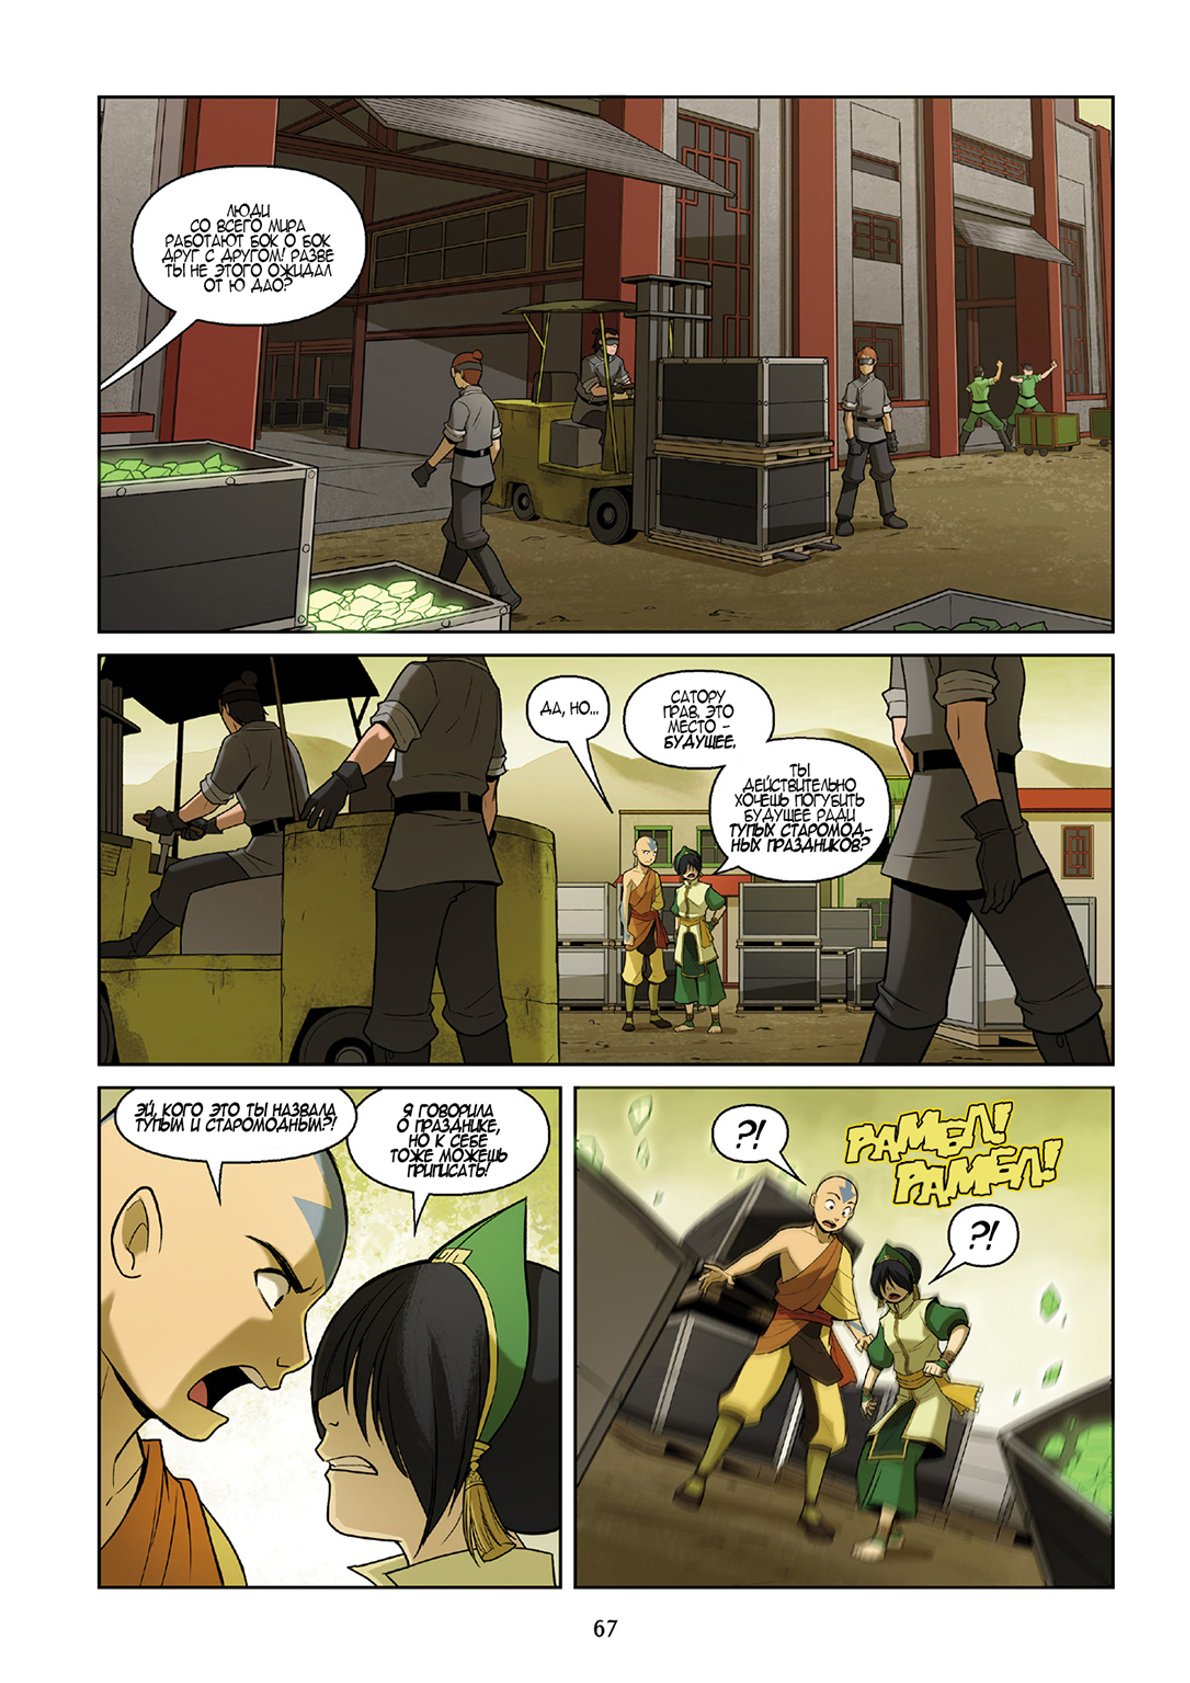 ЛЮДИ
СО ВСЕГО МИРА
РАБОТАЮТ БОК О БОК
ДРУГ С ДРУГОМ! РАЗВЕ
ТЫ НЕ ЭТОГО ОЖИДАЛ
ОТ Ю ДАО?
ДА, НО...
САТОРУ
ПРАВ. ЭТО
МЕСТО –
БУДУЩЕЕ.
ТЫ
ДЕЙСТВИТЕЛЬНО
ХОЧЕШЬ ПОГУБИТЬ
БУДУЩЕЕ РАДИ
ТУПЫХ СТАРОМОД-
НЫХ ПРАЗДНИКОВ?
ЭЙ, КОГО ЭТО ТЫ НАЗВАЛА
ТУПЫМ И СТАРОМОДНЫМ?!
Я ГОВОРИЛА
О ПРАЗДНИКЕ,
НО К СЕБЕ
ТОЖЕ МОЖЕШЬ
ПРИПИСАТЬ!
?!
РАМБЛ!
РАМБЛ!
?!
67